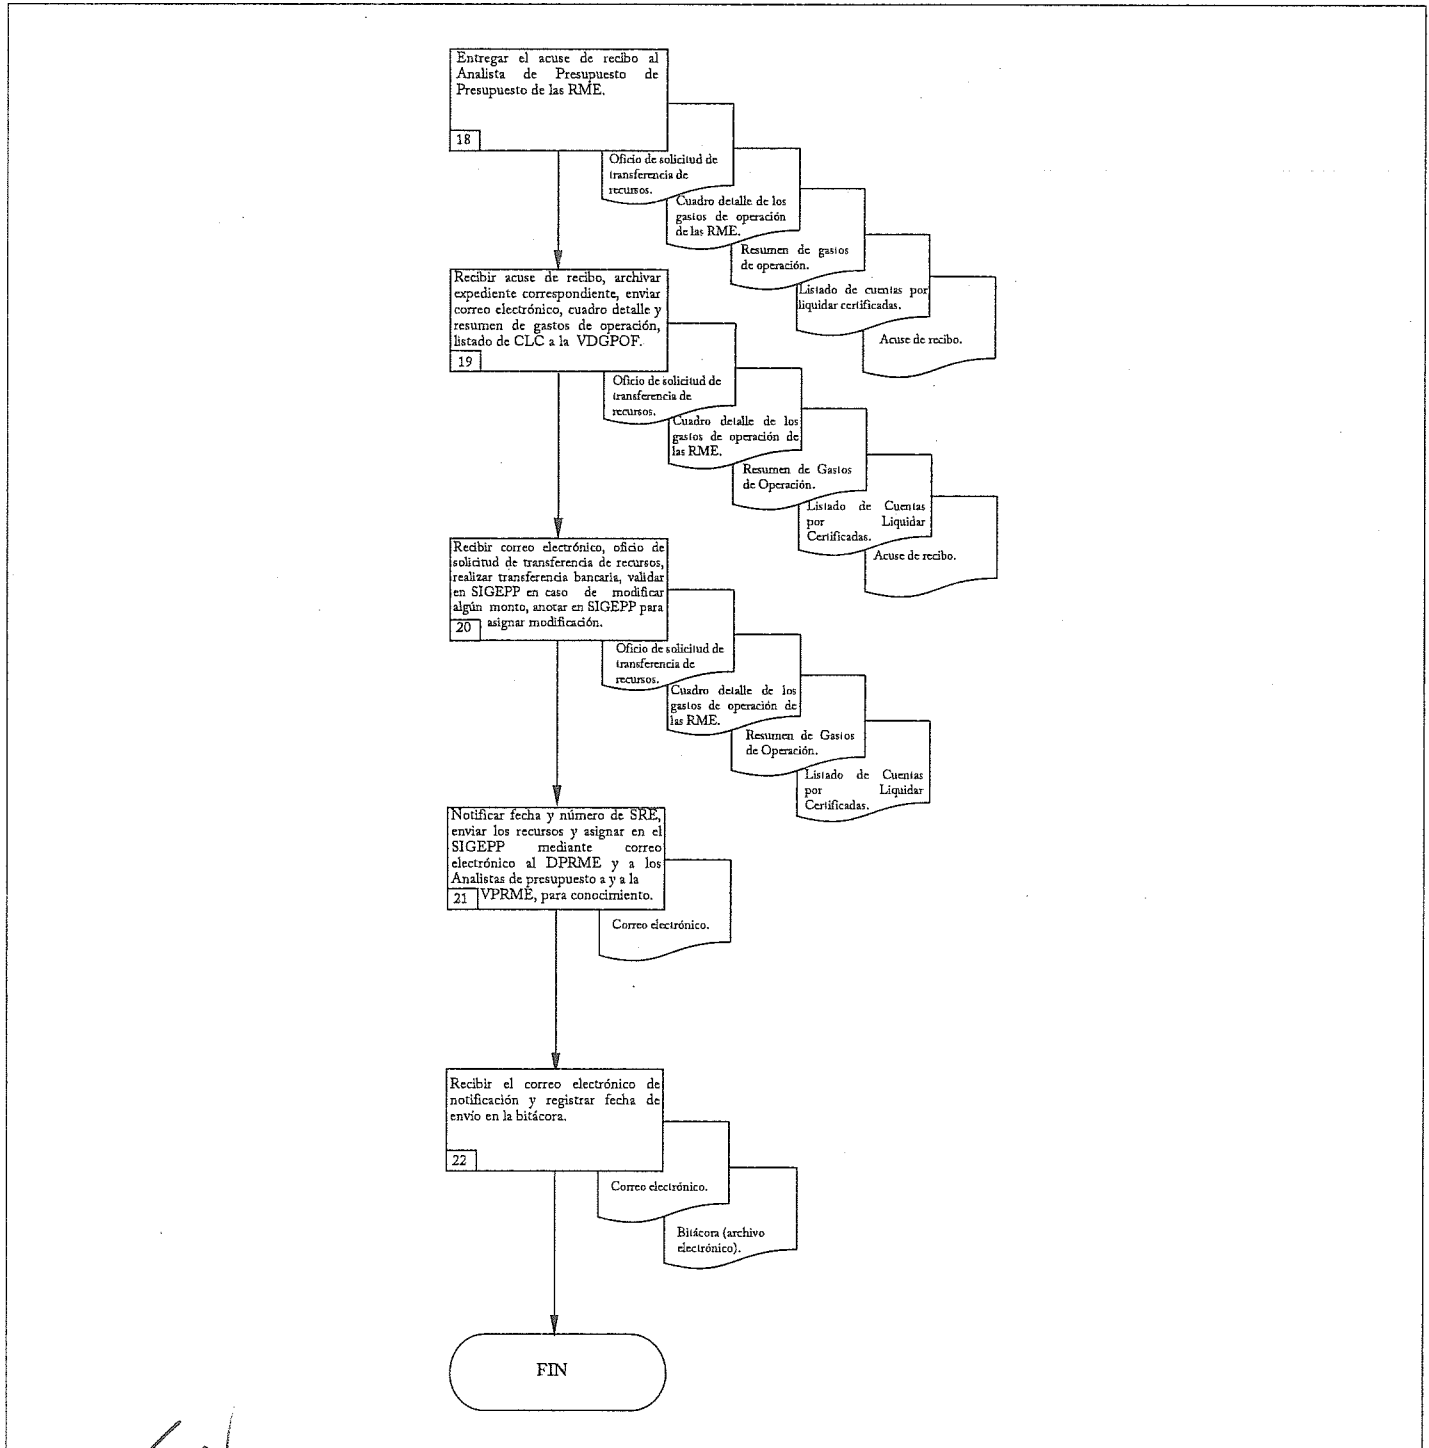 Entregar el acuse de recibo al
Analista de Presupuesto de
Presupuesto de las RME.
18
Oficio de solicitud de
transferencia de
recursos.
Cuadro detalle de los
gastos de operación
de las RME.
Resumen de gastos
de operación.
Listado de cuentas por
liquidar certificadas.
Acuse de recibo.
Recibir acuse de recibo, archivar
expediente correspondiente, enviar
correo electrónico, cuadro detalle y
resumen de gastos de operación,
listado de CLC a la VDGPOF.
19
Oficio de solicitud de
transferencia de
recursos.
Cuadro detalle de los
gastos de operación de
las RME.
Resumen de Gastos
de Operación.
Listado de Cuentas
por Liquidar
Certificadas.
Acuse de recibo.
Recibir correo electrónico, oficio de
solicitud de transferencia de recursos,
realizar transferencia bancaria, validar
en SIGEPP en caso de modificar
algún monto, anotar en SIGEPP para
asignar modificación.
20
Oficio de solicitud de
transferencia de
recursos.
Cuadro detalle de los
gastos de operación de
las RME.
Resumen de Gastos
de Operación.
Listado de Cuentas
por Liquidar
Certificadas.
Notificar fecha y número de SRE,
enviar los recursos y asignar en el
SIGEPP mediante correo
electrónico al DPRME y a los
Analistas de presupuesto a y a la
VPRME, para conocimiento.
21
Correo electrónico.
Recibir el correo electrónico de
notificación y registrar fecha de
envío en la bitácora.
22
Correo electrónico.
Bitácora (archivo
electrónico).
FIN